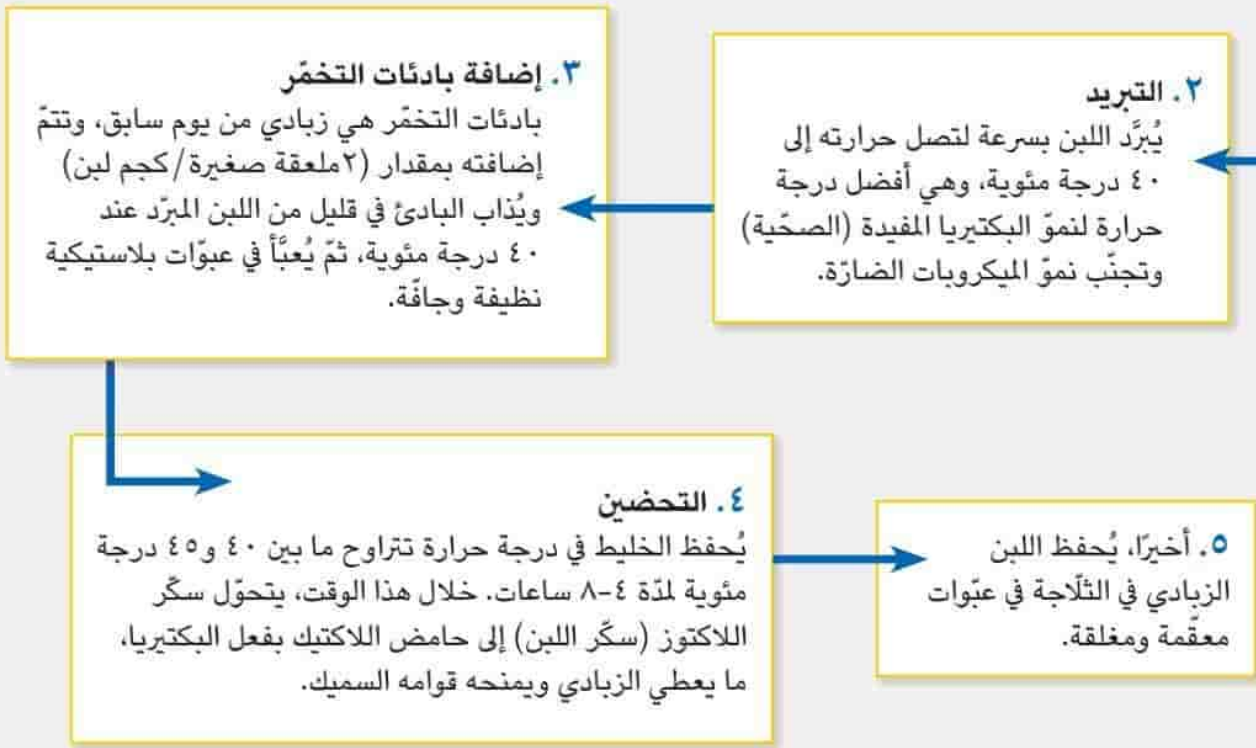 ٢. التبريد
يُبرَّد اللبن بسرعة لتصل حرارته إلى
٤٠ درجة مئوية، وهي أفضل درجة
حرارة لنموّ البكتيريا المفيدة (الصحّية)
وتجنّب نموّ الميكروبات الضارّة.
٣. إضافة بادئات التخمّر
بادئات التخمّر هي زبادي من يوم سابق، وتتمّ
إضافته بمقدار (٢ملعقة صغيرة/كجم لبن)
ويُذاب البادئ في قليل من اللبن المبرّد عند
٤٠ درجة مئوية، ثمّ يُعبَّأ في عبوّات بلاستيكية
نظيفة وجافّة.
٤. التحضين
يُحفظ الخليط في درجة حرارة تتراوح ما بين ٤٠ و٤٥ درجة
مئوية لمدّة ٤-٨ ساعات. خلال هذا الوقت، يتحوّل سكّر
اللاكتوز (سكّر اللبن) إلى حامض اللاكتيك بفعل البكتيريا،
ما يعطي الزبادي ويمنحه قوامه السميك.
٥. أخيرًا، يُحفظ اللبن
الزبادي في الثلّاجة في عبّوات
معقّمة ومغلقة.